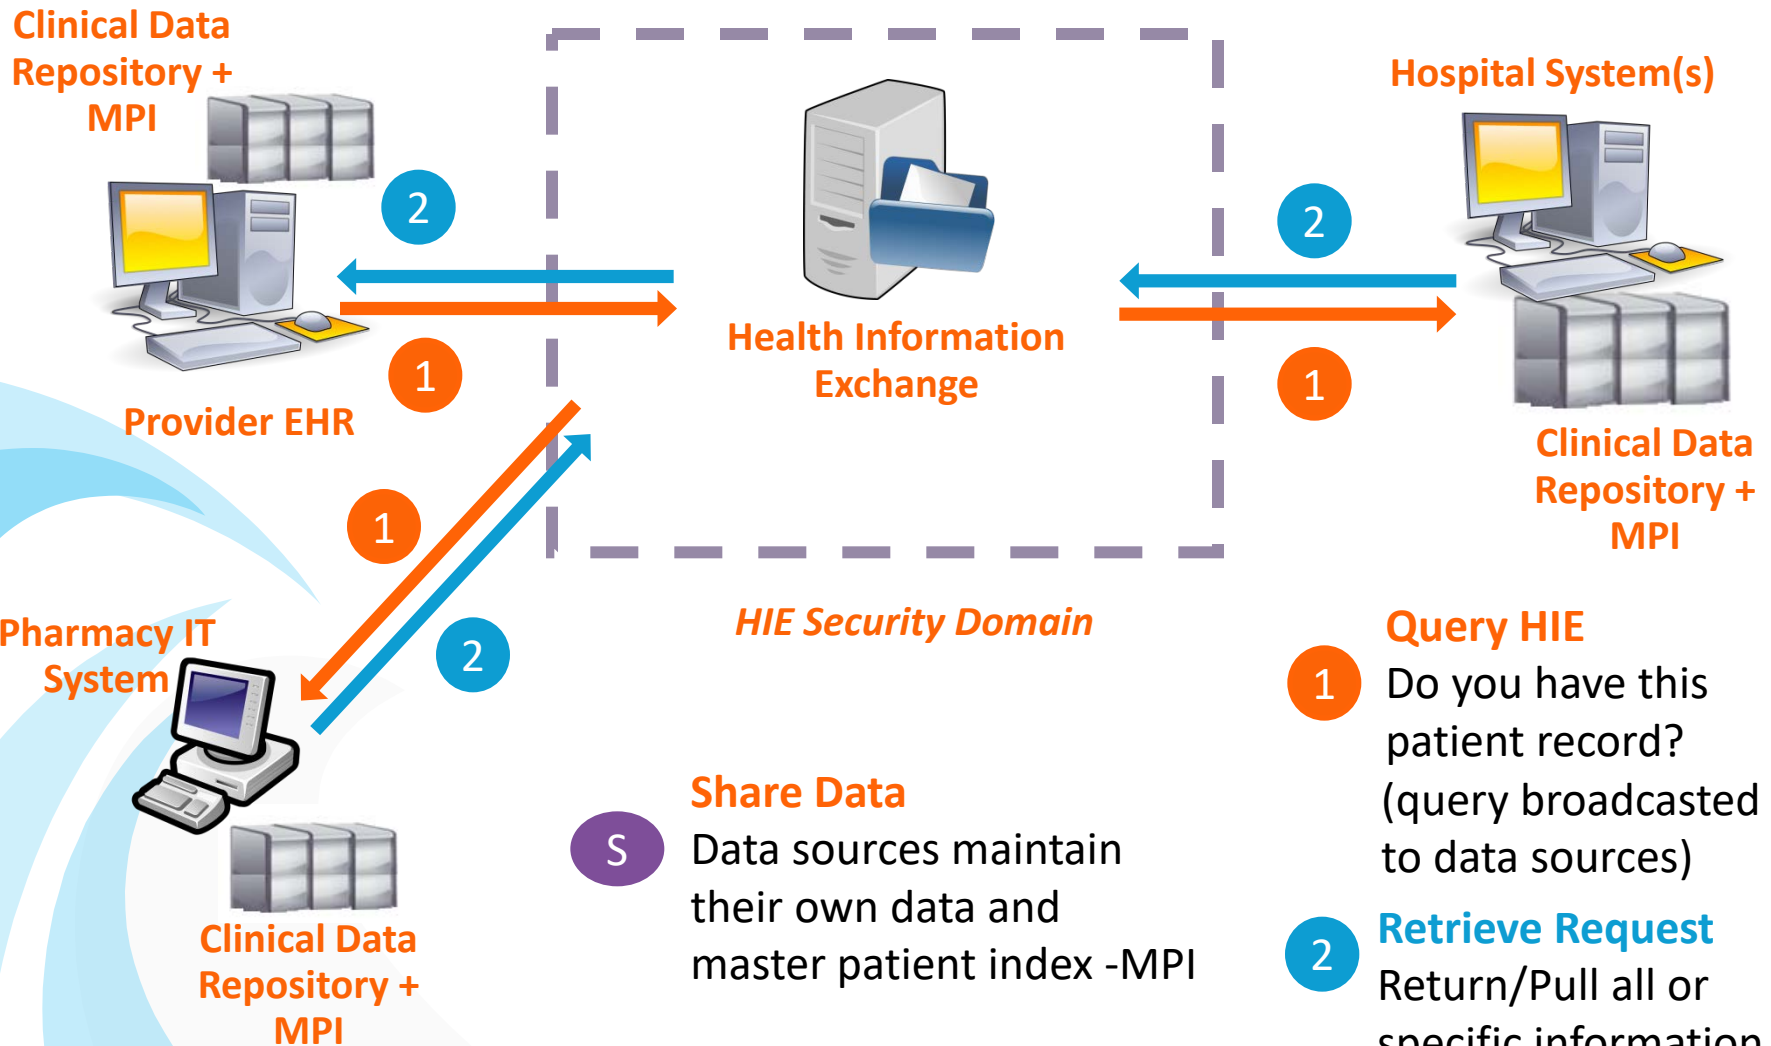 Clinical Data
Repository +
MPI
Hospital System(s)
2
2
Health Information
Exchange
1
1
Provider EHR
Clinical Data
Repository +
MPI
1
HIE Security Domain
Pharmacy IT
System
2
Query HIE
1
Do you have this
patient record?
(query broadcasted
to data sources)
Share Data
S
Data sources maintain
their own data and
master patient index -MPI
Clinical Data
Repository +
MPI
Retrieve Request
2
Return/Pull all or
specific information